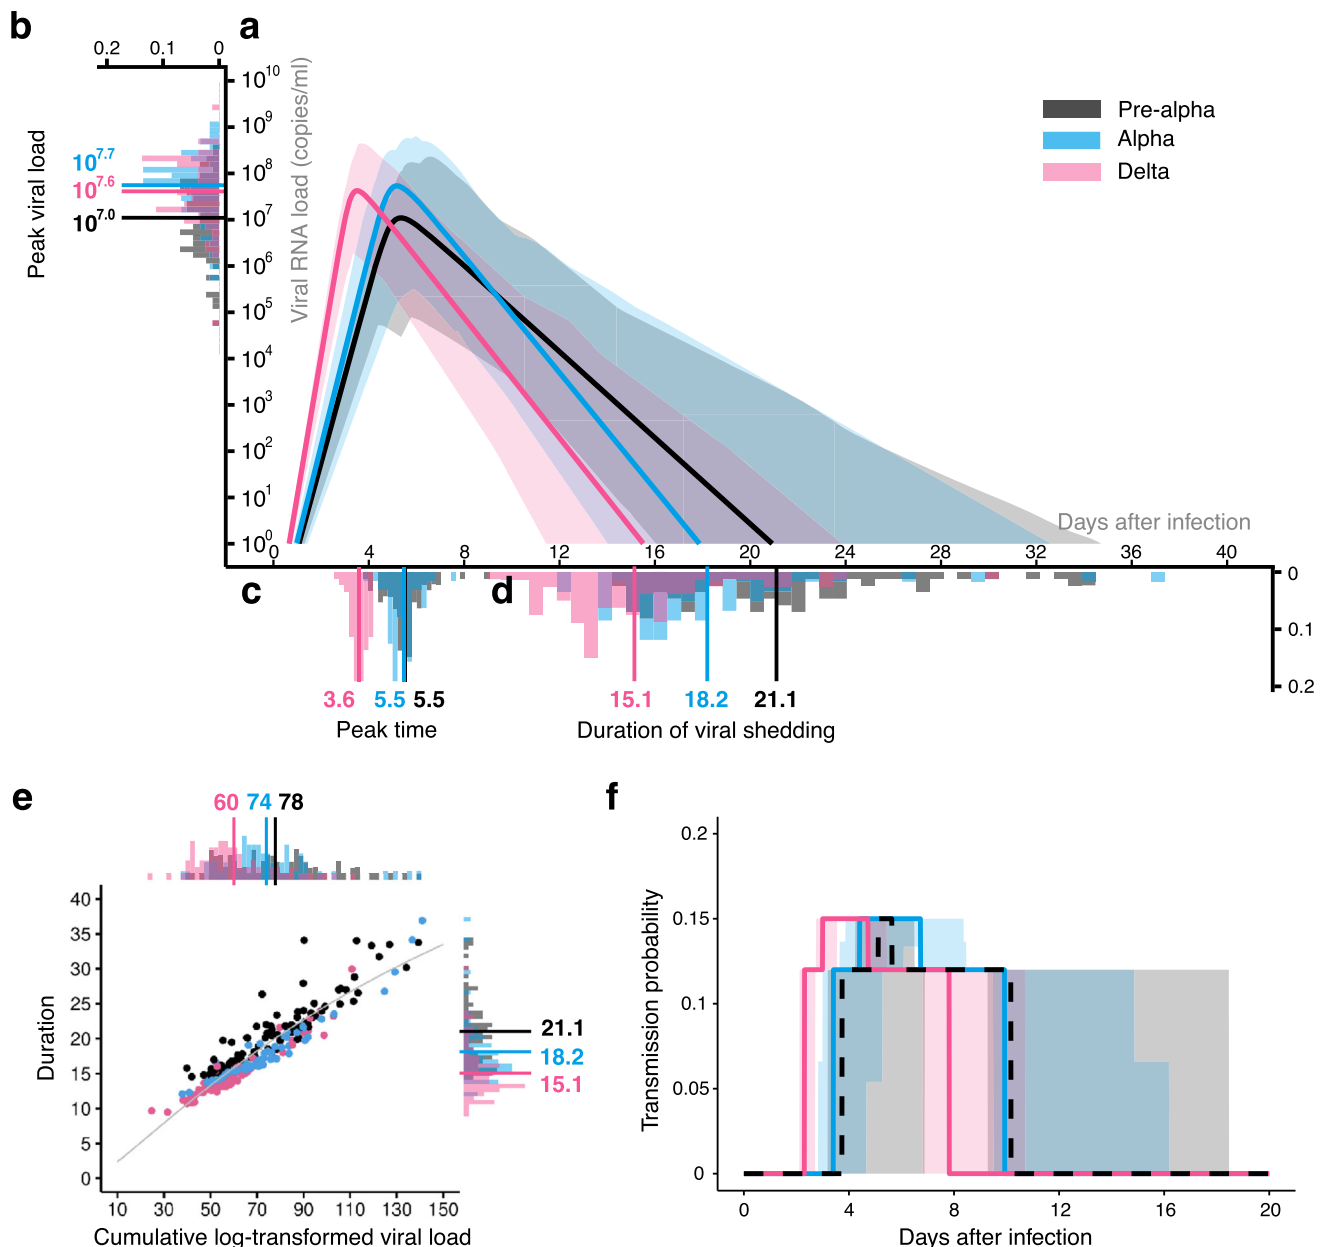 b
a
0.2 0.1 0
Peak viral load
10^7.7
10^7.6
10^7.0
10^10
10^9
10^8
10^7
10^6
10^5
10^4
10^3
10^2
10^1
10^0
Viral RNA load (copies/ml)
Pre-alpha
Alpha
Delta
Days after infection
0 4 8 12 16 20 24 28 32 36 40
c
d
0
0.1
0.2
3.6 5.5 5.5
15.1 18.2 21.1
Peak time
Duration of viral shedding
e
60 74 78
40
35
30
25
20
15
10
5
0
Duration
21.1
18.2
15.1
10 30 50 70 90 110 130 150
Cumulative log-transformed viral load
f
0.2
0.15
0.1
0.05
0
Transmission probability
0 4 8 12 16 20
Days after infection